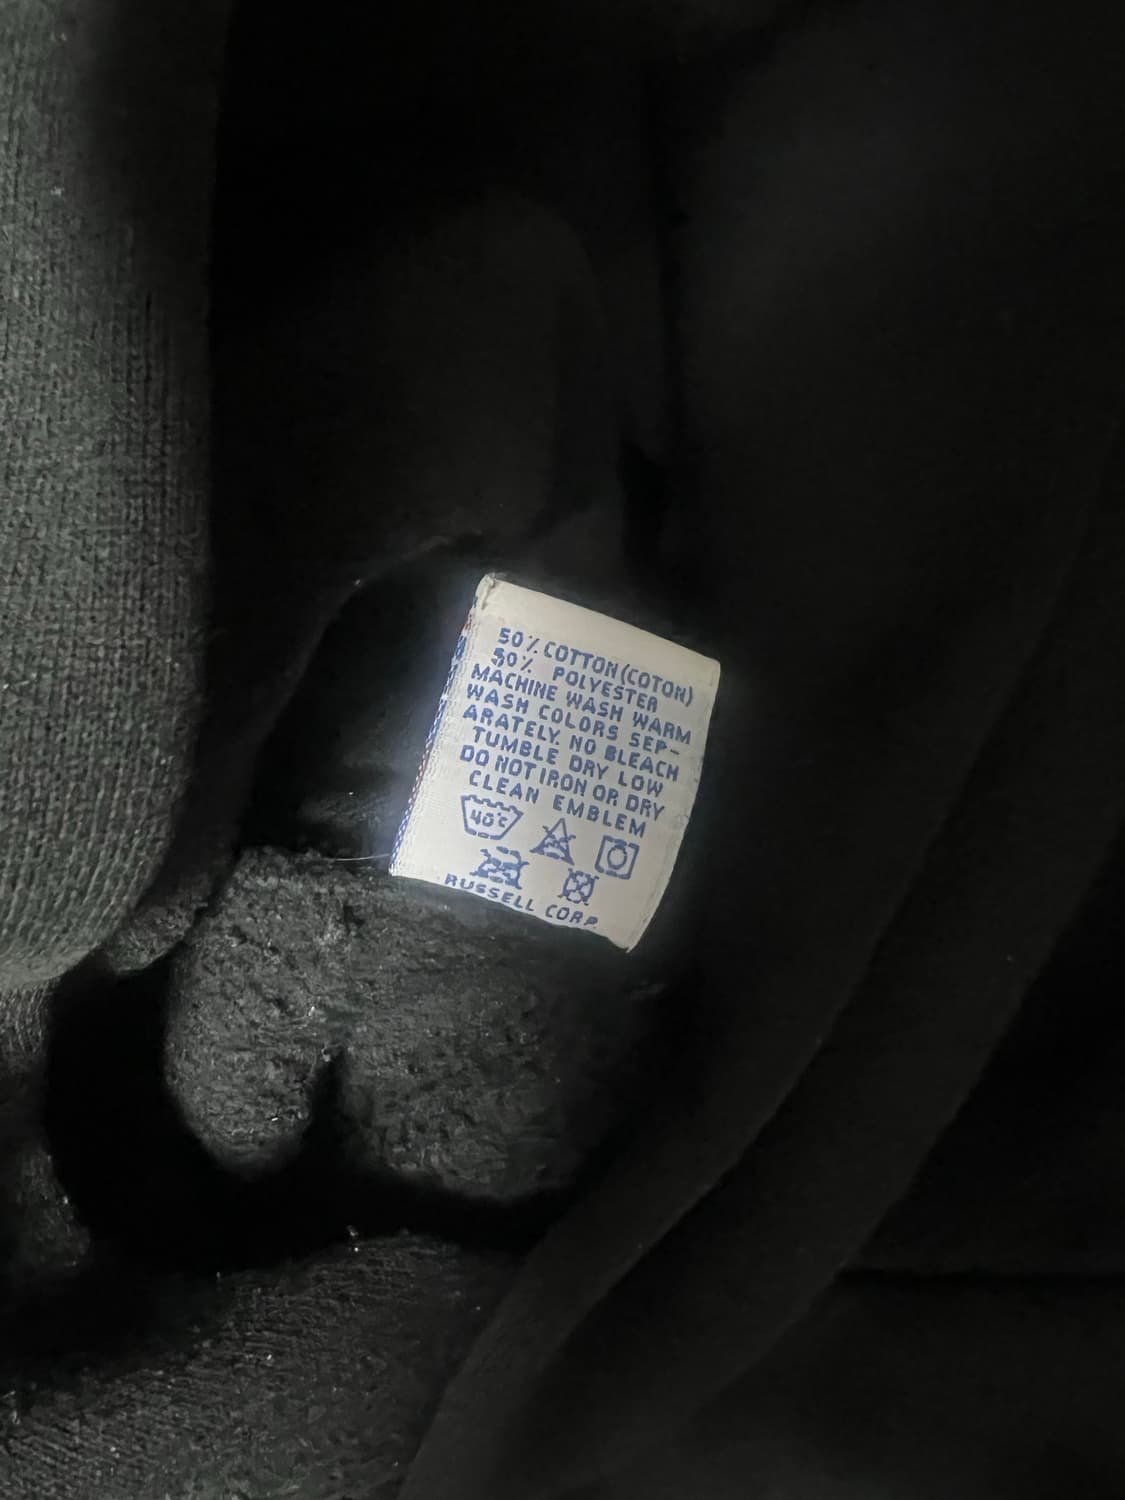 50% COTTON (COTON)
50% POLYESTER
MACHINE WASH WARM
WASH COLORS SEP-
ARATELY. NO BLEACH
TUMBLE DRY LOW
DO NOT IRON OR DRY
CLEAN EMBLEM
40°C
RUSSELL CORP.